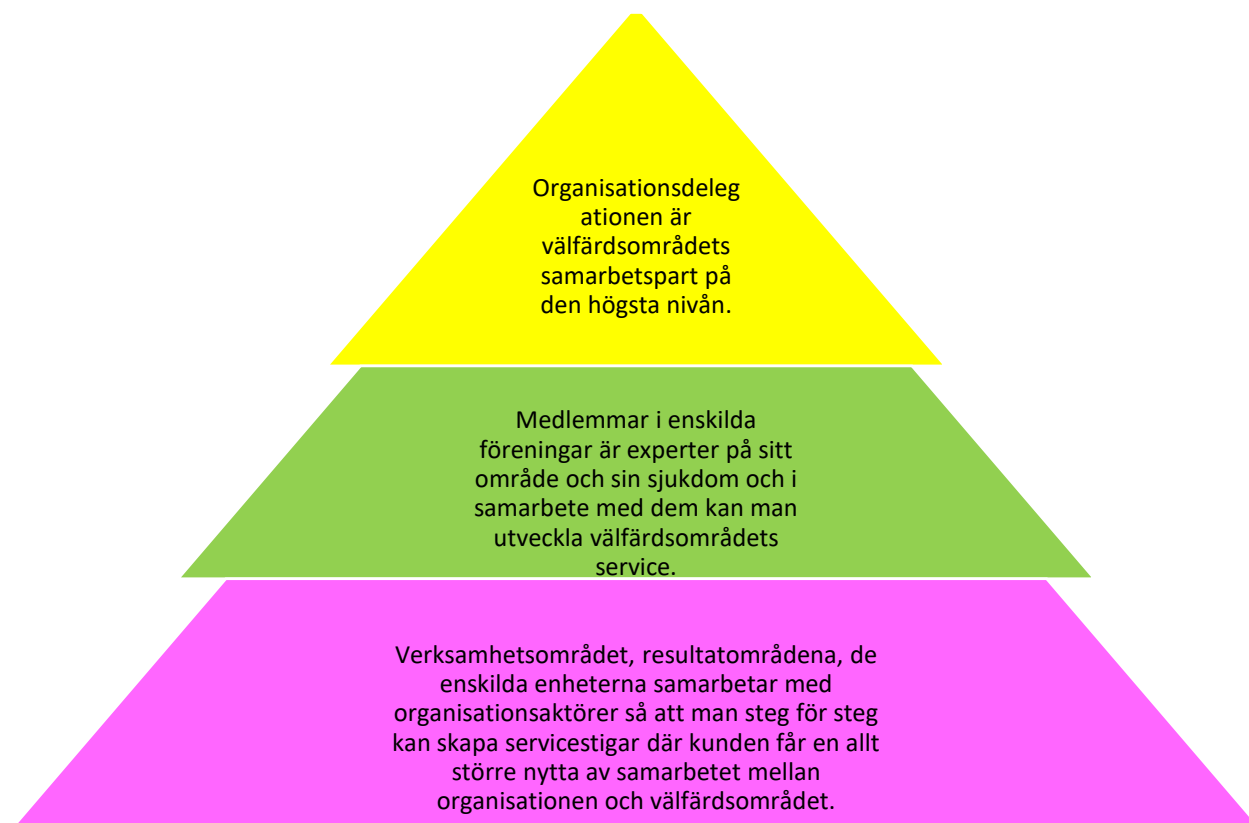 Organisationsdeleg
ationen är
välfärdsområdets
samarbetspart på
den högsta nivån.
Medlemmar i enskilda
föreningar är experter på sitt
område och sin sjukdom och i
samarbete med dem kan man
utveckla välfärdsområdets
service.
Verksamhetsområdet, resultatområdena, de
enskilda enheterna samarbetar med
organisationsaktörer så att man steg för steg
kan skapa servicestigar där kunden får en allt
större nytta av samarbetet mellan
organisationen och välfärdsområdet.